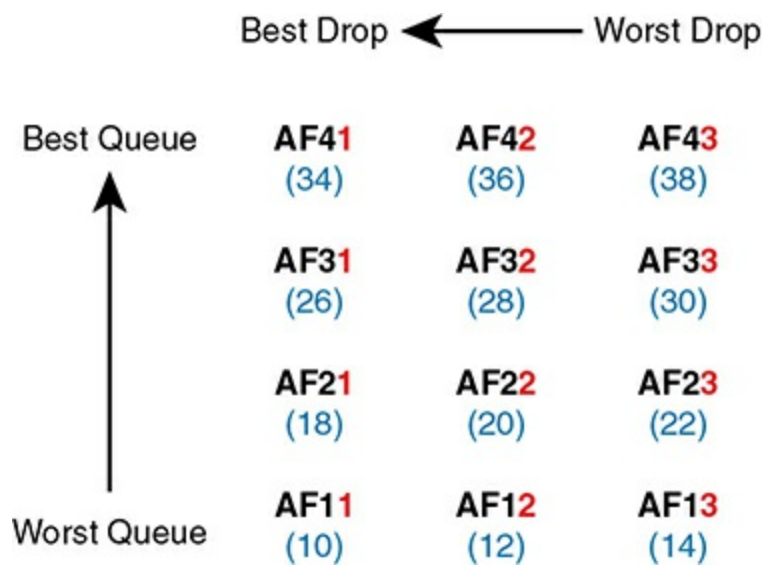 Best Drop Worst Drop
Best Queue AF41 AF42 AF43
(34) (36) (38)
AF31 AF32 AF33
(26) (28) (30)
AF21 AF22 AF23
(18) (20) (22)
AF11 AF12 AF13
Worst Queue (10) (12) (14)